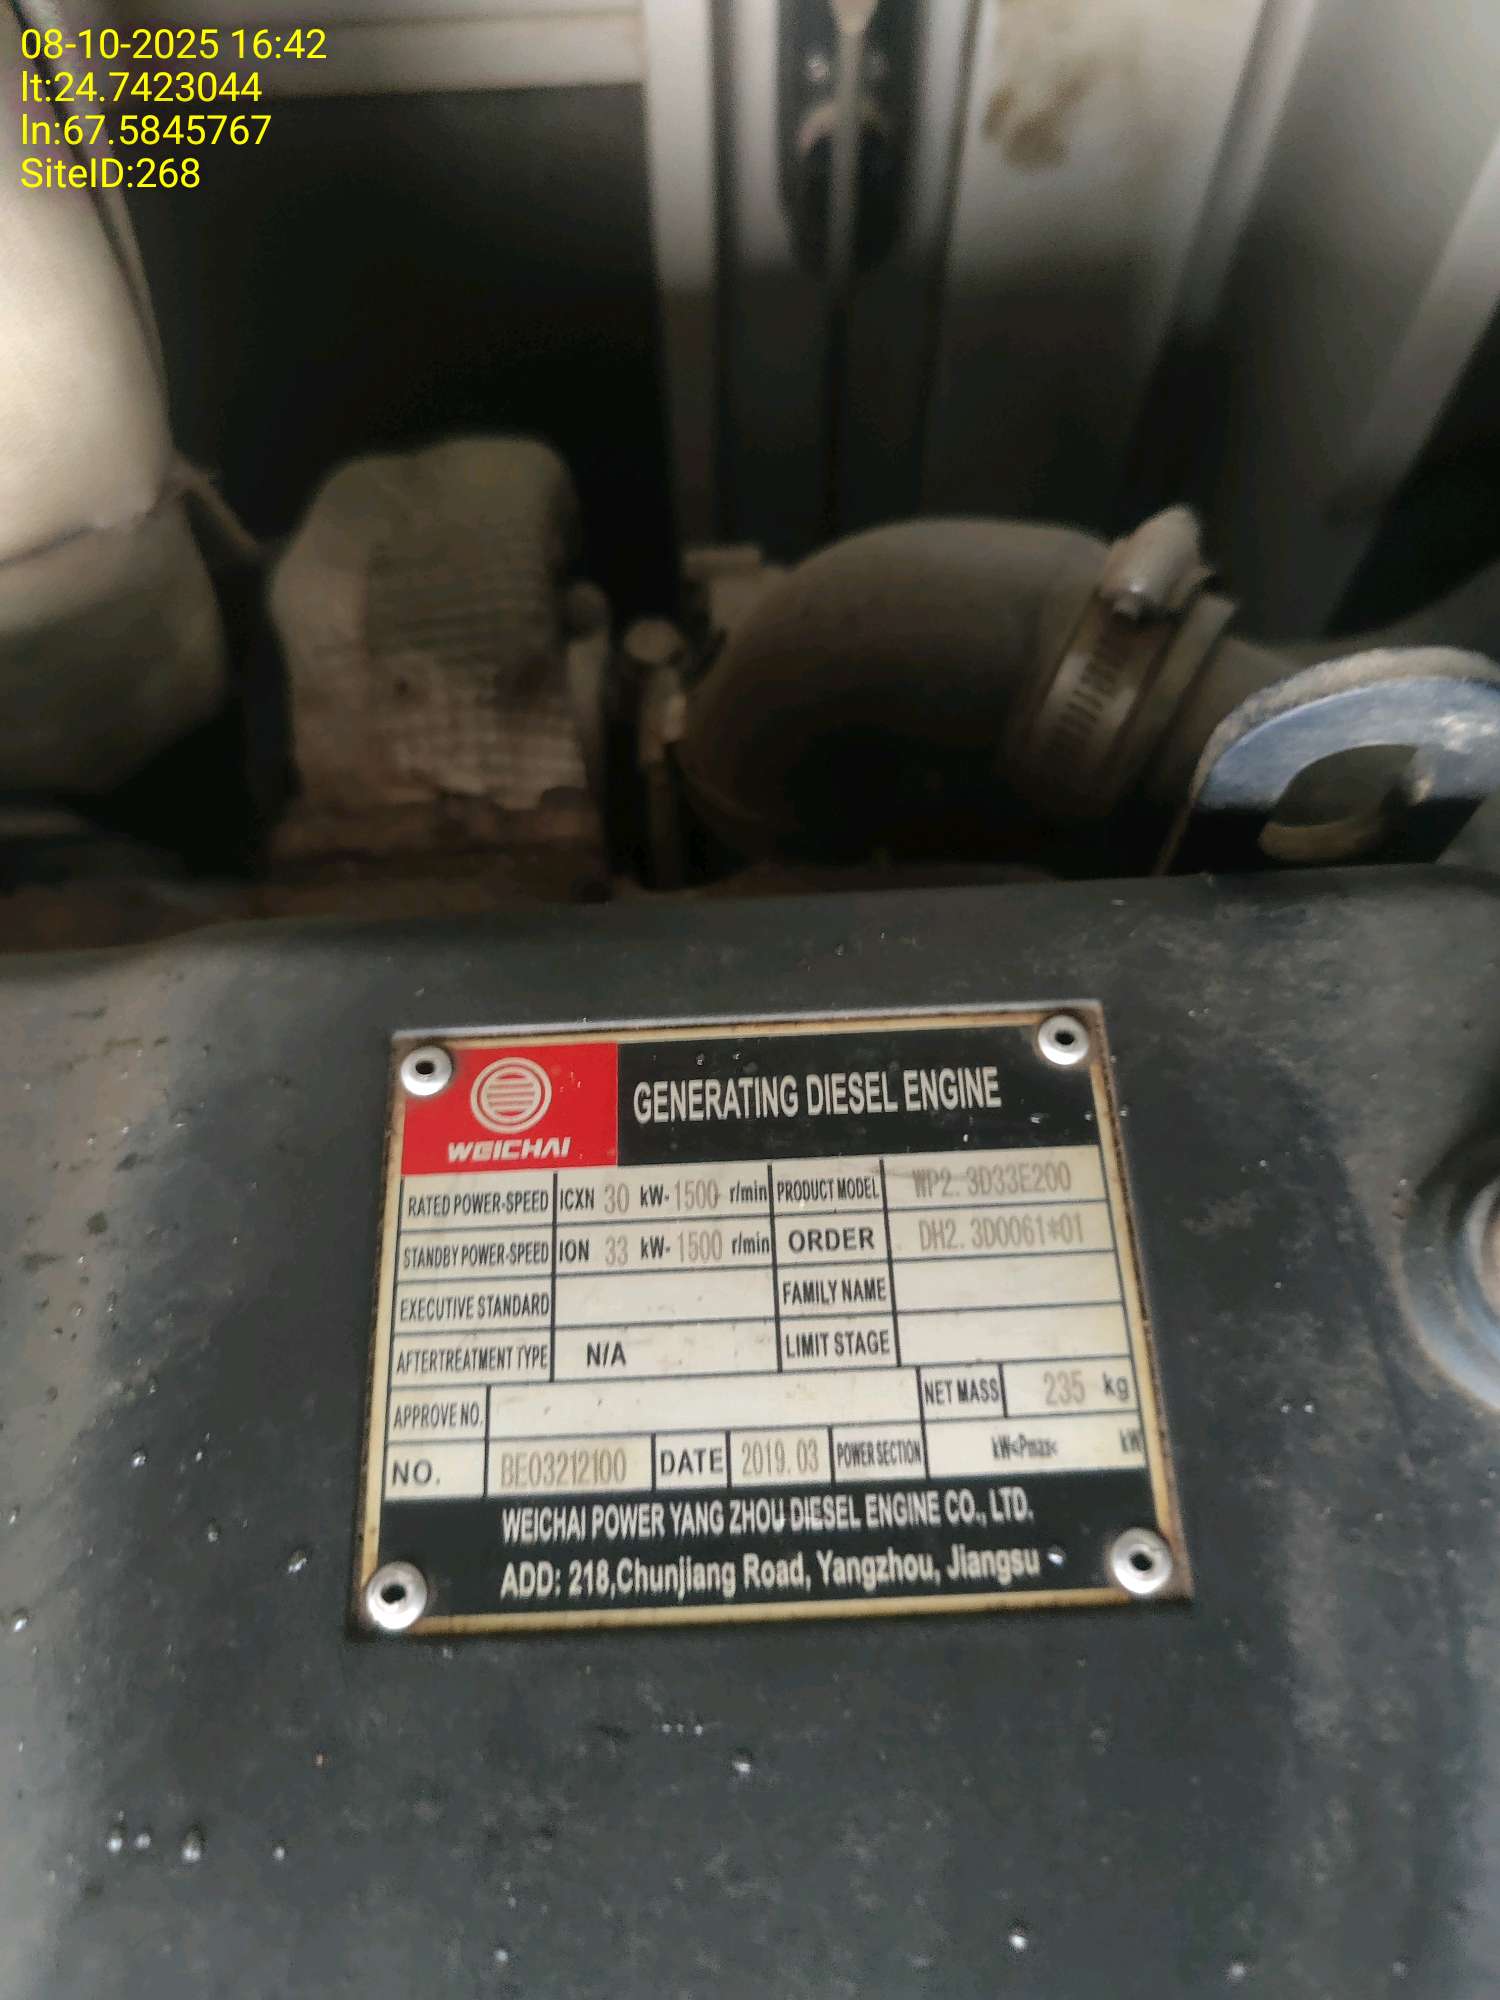 08-10-2025 16:42
lt:24.7423044
ln:67.5845767
SiteID:268
WEICHAI
GENERATING DIESEL ENGINE
RATED POWER-SPEED ICXN 30 kW- 1500 r/min PRODUCT MODEL WP2. 3D33E200
STANDBY POWER-SPEED ION 33 kW- 1500 r/min ORDER DH2. 3D0061*01
EXECUTIVE STANDARD FAMILY NAME
AFTERTREATMENT TYPE N/A LIMIT STAGE
APPROVE NO. NET MASS 235 kg
NO. BE03212100 DATE 2019.03 POWER SECTION kW<Pmax< kW
WEICHAI POWER YANG ZHOU DIESEL ENGINE CO., LTD.
ADD: 218,Chunjiang Road, Yangzhou, Jiangsu